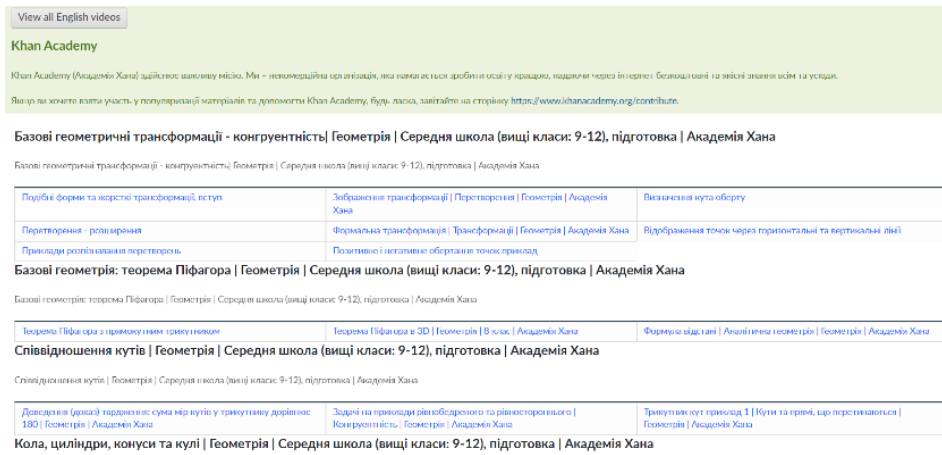 View all English videos
Khan Academy
Khan Academy (Академія Хана) здійснює важливу місію. Ми – некомерційна організація, яка намагається зробити освіту кращою, надаючи через інтернет безкоштовні та якісні знання всім та усюди.
Якщо ви хочете взяти участь у популяризації матеріалів та допомогти Khan Academy, будь ласка, завітайте на сторінку https://www.khanacademy.org/contribute.
Базові геометричні трансформації - конгруентність| Геометрія | Середня школа (вищі класи: 9-12), підготовка | Академія Хана
Базові геометричні трансформації - конгруентність| Геометрія | Середня школа (вищі класи: 9-12), підготовка | Академія Хана
Подібні форми та жорсткі трансформації, вступ
Зображення трансформації | Перетворення | Геометрія | Академія
Хана
Визначення кута оберту
Перетворення - розширення
Формальна трансформація | Трансформації | Геометрія | Академія Хана
Відображення точок через горизонтальні та вертикальні лінії
Приклади розпізнавання перетворень
Позитивне і негативне обертання точок приклад
Базові геометрія: теорема Піфагора | Геометрія | Середня школа (вищі класи: 9-12), підготовка | Академія Хана
Базові геометрія: теорема Піфагора | Геометрія | Середня школа (вищі класи: 9-12), підготовка | Академія Хана
Теорема Піфагора з прямокутним трикутником
Теорема Піфагора в 3D | Геометрія | 8 клас | Академія Хана
Формула відстані | Аналітична геометрія | Геометрія | Академія Хана
Співвідношення кутів | Геометрія | Середня школа (вищі класи: 9-12), підготовка | Академія Хана
Співвідношення кутів | Геометрія | Середня школа (вищі класи: 9-12), підготовка | Академія Хана
Доведення (доказ) тордження: сума мір кутів у трикутнику дорівнює
180 | Геометрія | Академія Хана
Задачі на приклади рівнобедреного та рівностороннього |
Конгруентність | Геометрія | Академія Хана
Трикутник кут приклад 1 | Кути та прямі, що перетинаються |
Геометрія | Академія Хана
Кола, циліндри, конуси та кулі | Геометрія | Середня школа (вищі класи: 9-12), підготовка | Академія Хана